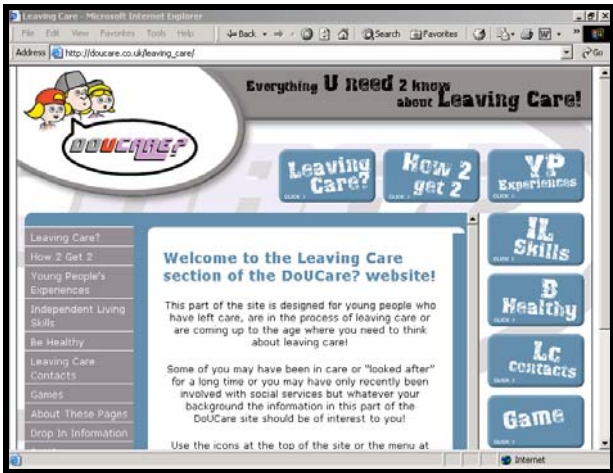 Leaving Care - Microsoft Internet Explorer
File Edit View Favorites Tools Help
Back Search Favorites
Address http://doucare.co.uk/leaving_care/ Go
Everything U need 2 know
about Leaving Care!
DOUCARE?
Leaving Care?
CLICK >
How 2 get 2
CLICK >
YP Experiences
CLICK >
IL Skills
CLICK >
B Healthy
CLICK >
LC contacts
CLICK >
Game
CLICK >
Leaving Care?
How 2 Get 2
Young People's
Experiences
Independent Living
Skills
Be Healthy
Leaving Care
Contacts
Games
About These Pages
Drop In Information
Welcome to the Leaving Care
section of the DoUCare? website!
This part of the site is designed for young people who
have left care, are in the process of leaving care or
are coming up to the age where you need to think
about leaving care!
Some of you may have been in care or "looked after"
for a long time or you may have only recently been
involved with social services but whatever your
background the information in this part of the
DoUCare site should be of interest to you!
Use the icons at the top of the site or the menu at
Internet